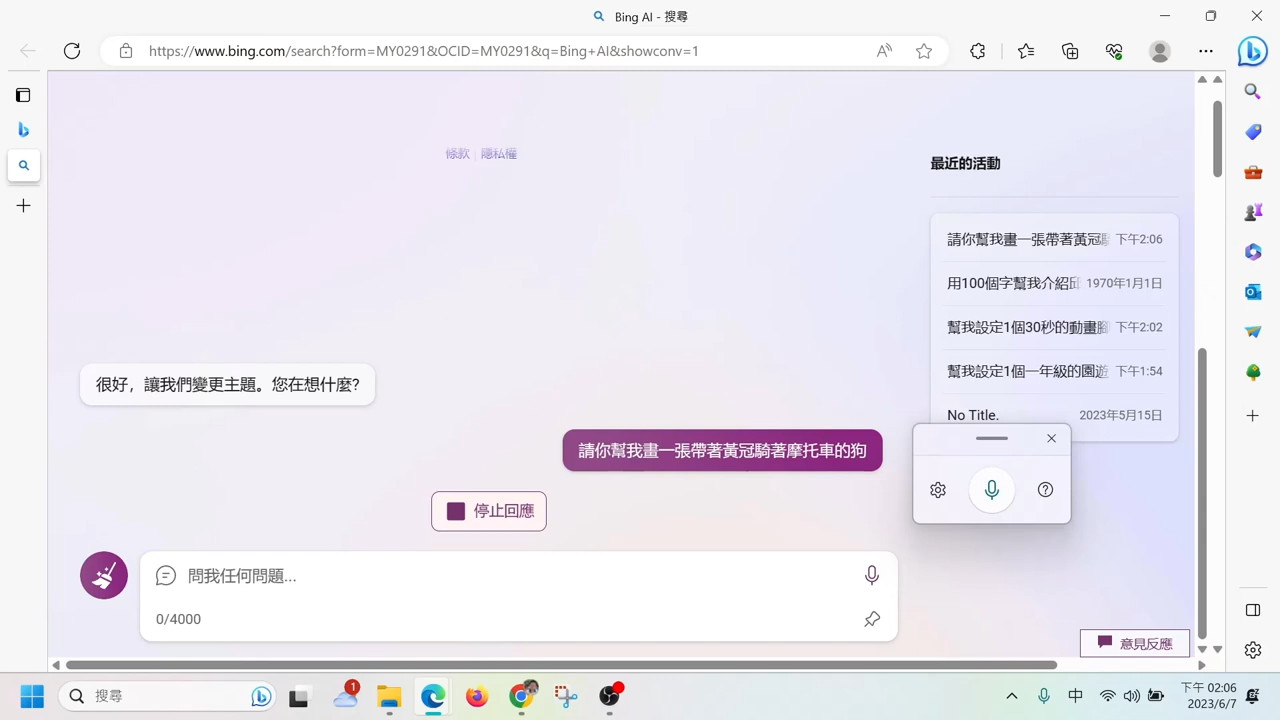 Bing AI - 搜尋
https://www.bing.com/search?form=MY0291&OCID=MY0291&q=Bing+AI&showconv=1
條款 | 隱私權
最近的活動
請你幫我畫一張帶著黃冠 下午2:06
用100個字幫我介紹邱 1970年1月1日
幫我設定1個30秒的動畫腳 下午2:02
幫我設定1個一年級的園遊 下午1:54
No Title. 2023年5月15日
很好，讓我們變更主題。您在想什麼?
請你幫我畫一張帶著黃冠騎著摩托車的狗
停止回應
問我任何問題...
0/4000
意見反應
搜尋
1
中
下午 02:06
2023/6/7